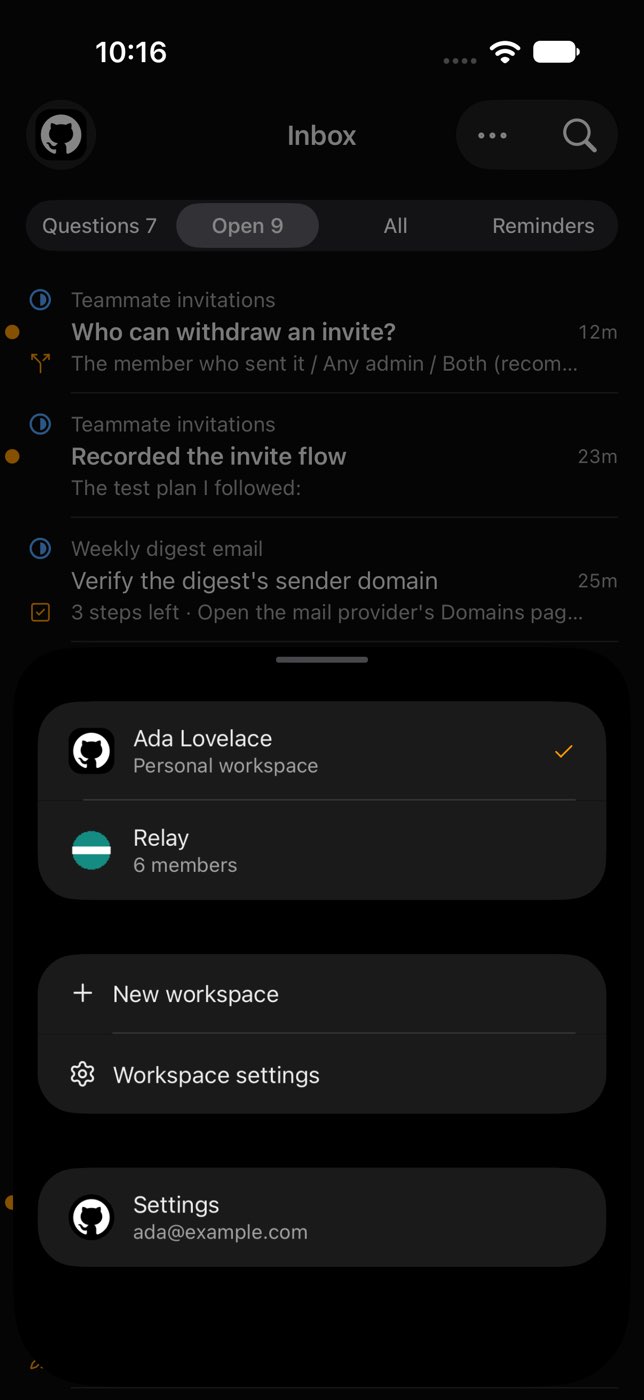 10:16
Inbox
Questions 7
Open 9
All
Reminders
Teammate invitations
Who can withdraw an invite?
12m
The member who sent it / Any admin / Both (recom...
Teammate invitations
Recorded the invite flow
23m
The test plan I followed:
Weekly digest email
Verify the digest's sender domain
25m
3 steps left · Open the mail provider's Domains pag...
Ada Lovelace
Personal workspace
Relay
6 members
New workspace
Workspace settings
Settings
ada@example.com